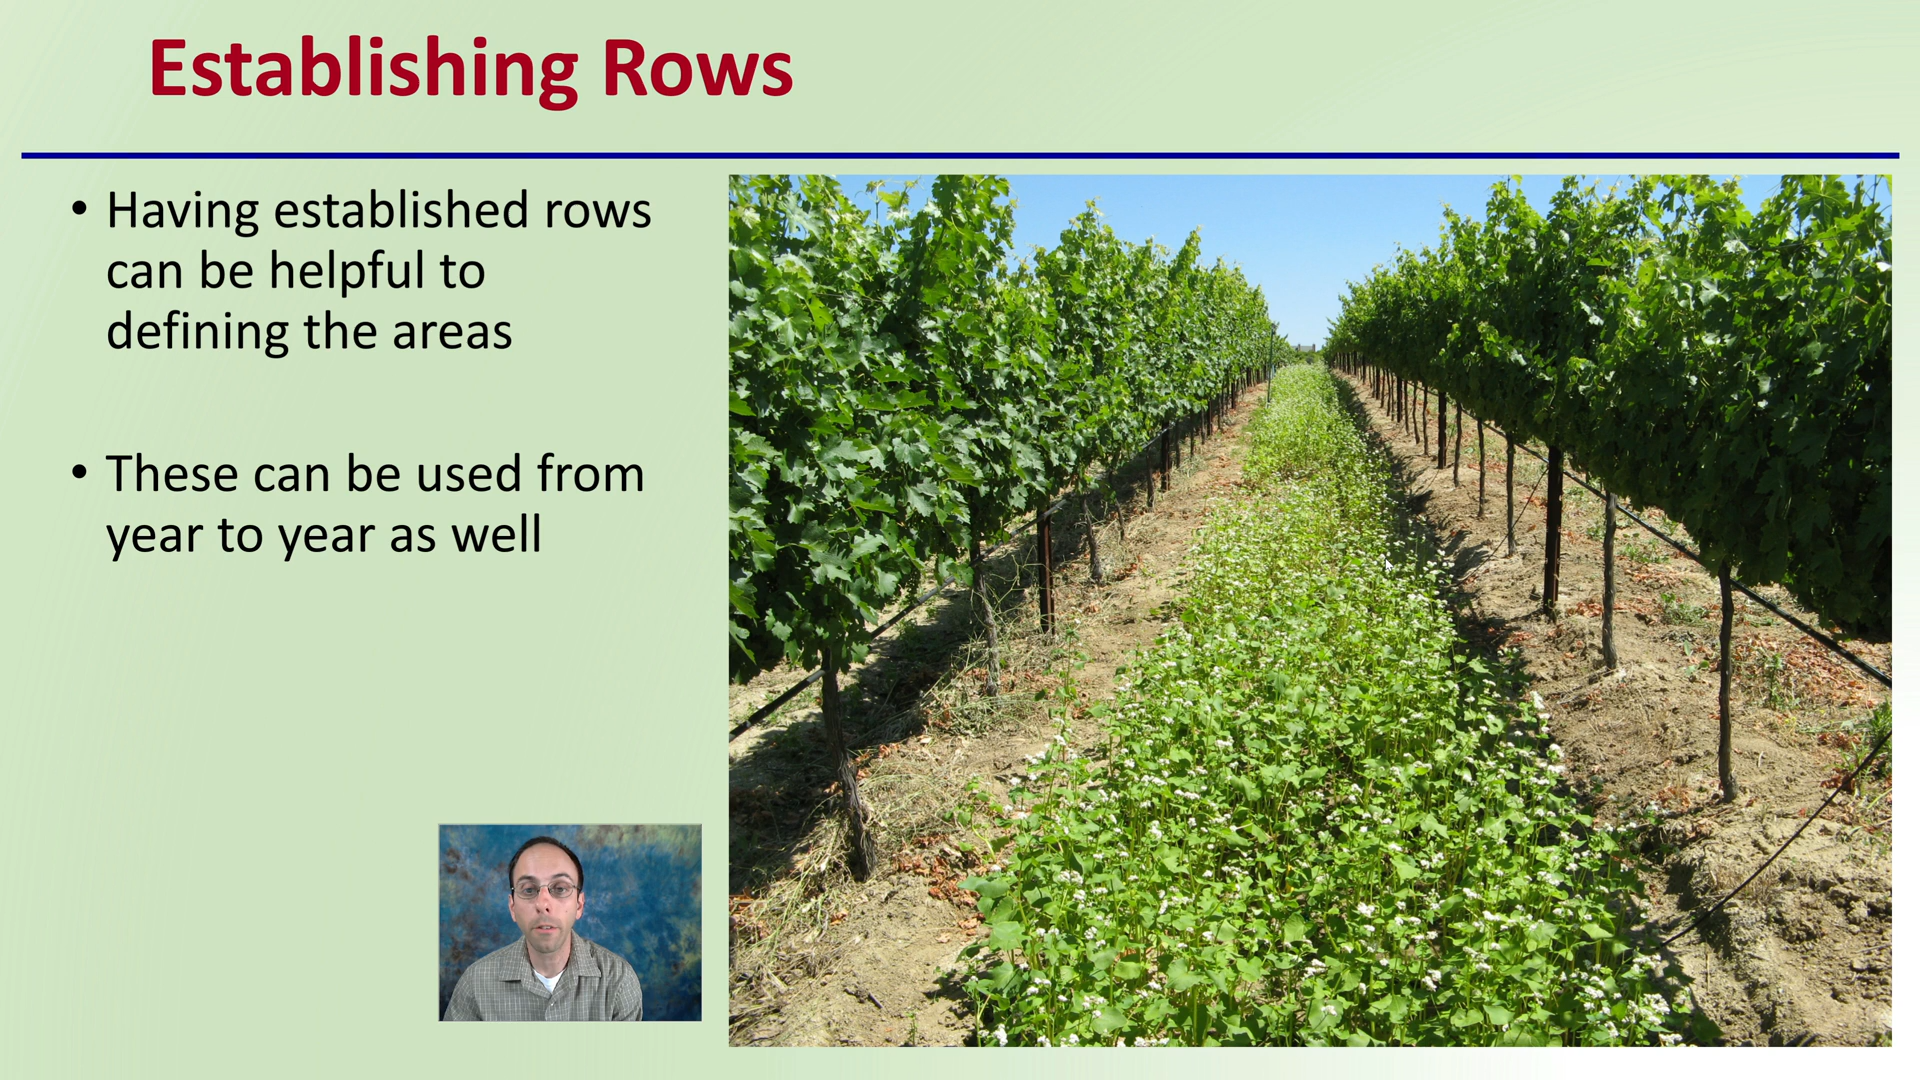 Establishing Rows
• Having established rows
can be helpful to
defining the areas
• These can be used from
year to year as well